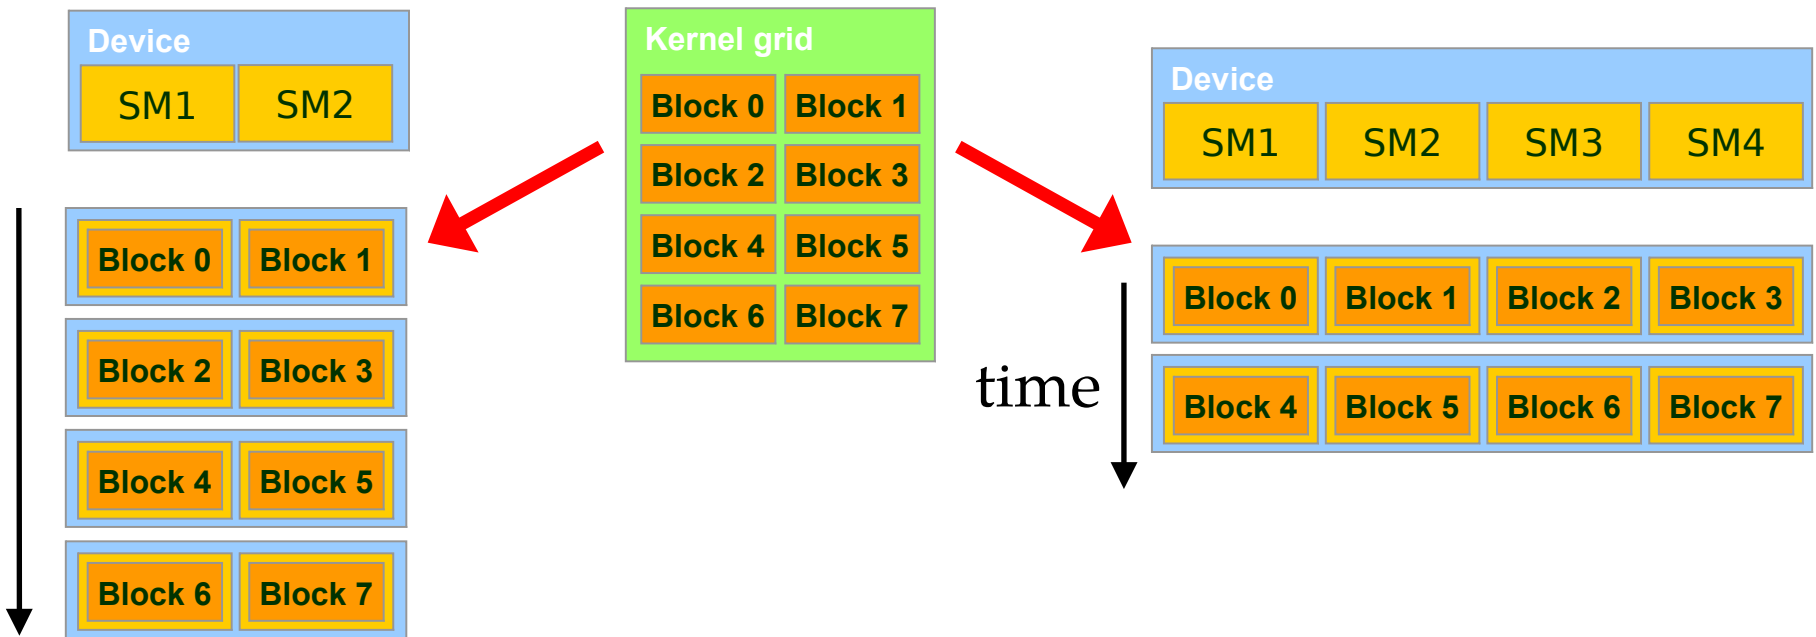 Device
SM1 SM2
Block 0 Block 1
Block 2 Block 3
Block 4 Block 5
Block 6 Block 7
Kernel grid
Block 0 Block 1
Block 2 Block 3
Block 4 Block 5
Block 6 Block 7
Device
SM1 SM2 SM3 SM4
time
Block 0 Block 1 Block 2 Block 3
Block 4 Block 5 Block 6 Block 7